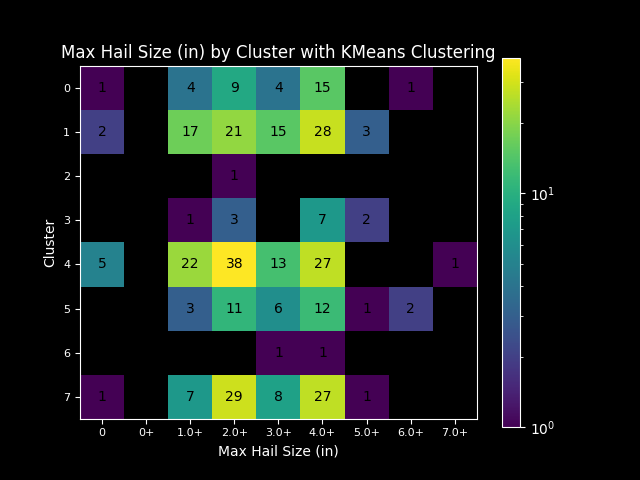 Max Hail Size (in) by Cluster with KMeans Clustering
0 1 4 9 4 15 1
1 2 17 21 15 28 3
2 1
3 1 3 7 2
4 5 22 38 13 27 1
5 3 11 6 12 1 2
6 1 1
7 1 7 29 8 27 1
0 0+ 1.0+ 2.0+ 3.0+ 4.0+ 5.0+ 6.0+ 7.0+
Max Hail Size (in)
Cluster
10¹
10⁰